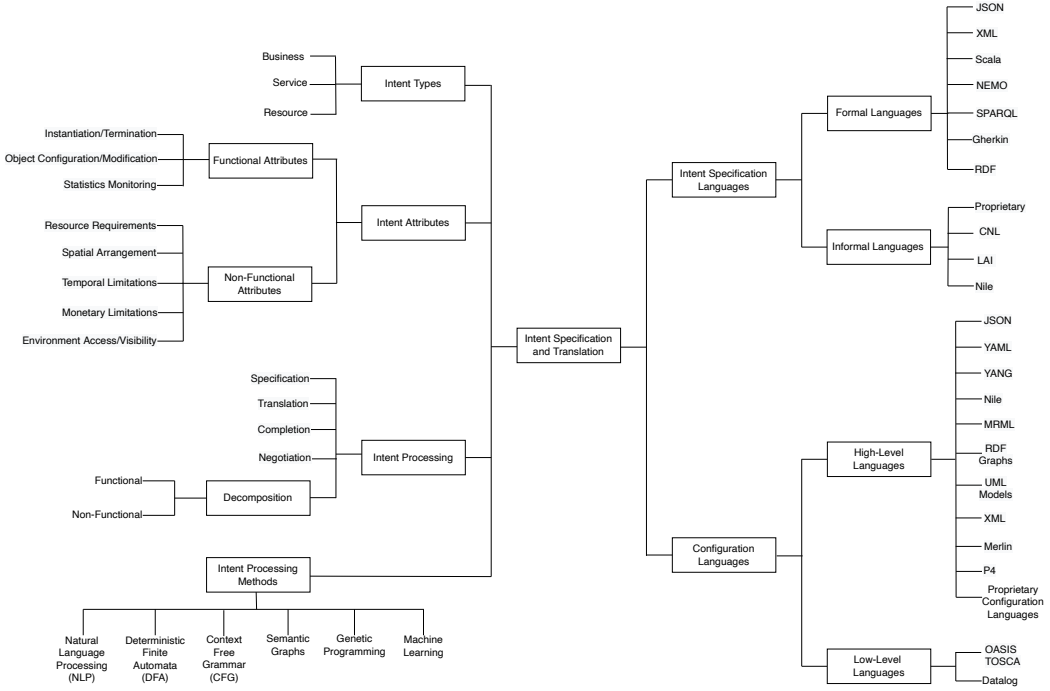 Business
Service
Resource
Intent Types
Instantiation/Termination
Object Configuration/Modification
Statistics Monitoring
Functional Attributes
Resource Requirements
Spatial Arrangement
Temporal Limitations
Monetary Limitations
Environment Access/Visibility
Non-Functional
Attributes
Intent Attributes
Specification
Translation
Completion
Negotiation
Functional
Non-Functional
Decomposition
Intent Processing
Intent Processing
Methods
Natural
Language
Processing
(NLP)
Deterministic
Finite
Automata
(DFA)
Context
Free
Grammar
(CFG)
Semantic
Graphs
Genetic
Programming
Machine
Learning
Intent Specification
and Translation
Intent Specification
Languages
Formal Languages
JSON
XML
Scala
NEMO
SPARQL
Gherkin
RDF
Informal Languages
Proprietary
CNL
LAI
Nile
Configuration
Languages
High-Level
Languages
JSON
YAML
YANG
Nile
MRML
RDF
Graphs
UML
Models
XML
Merlin
P4
Proprietary
Configuration
Languages
Low-Level
Languages
OASIS
TOSCA
Datalog